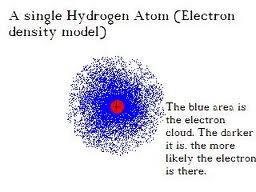 A single Hydrogen Atom (Electron
density model)
+
The blue area is
the electron
cloud. The darker
it is, the more
likely the electron
is there.